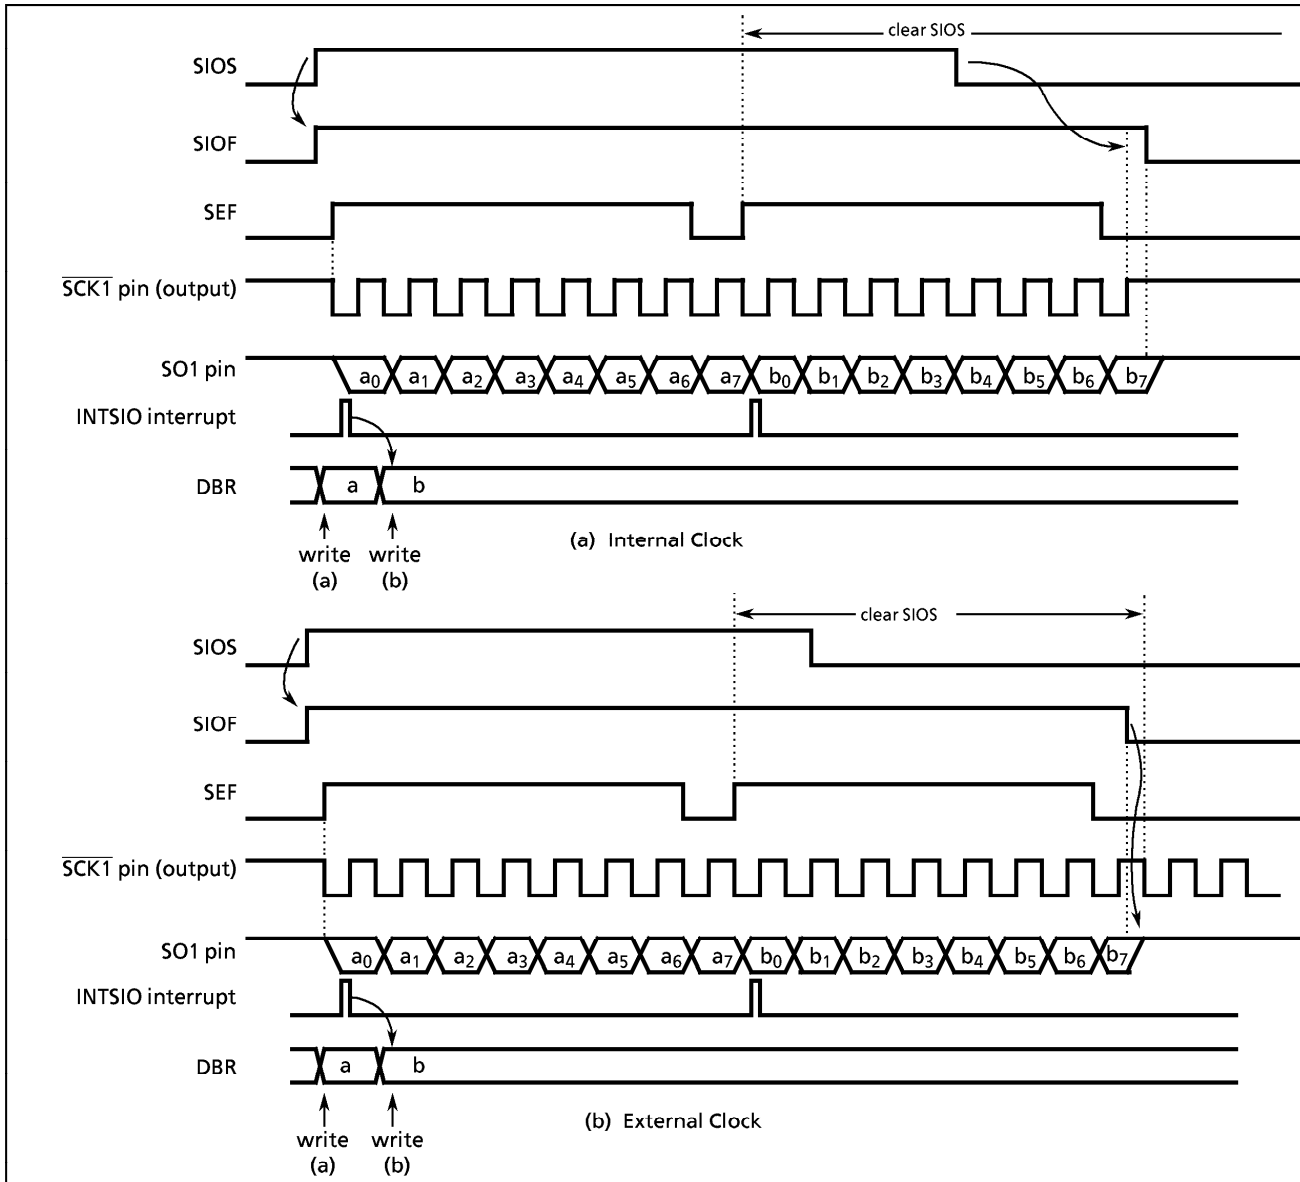 clear SIOS
SIOS
SIOF
SEF
SCK1 pin (output)
SO1 pin a0 a1 a2 a3 a4 a5 a6 a7 b0 b1 b2 b3 b4 b5 b6 b7
INTSIO interrupt
DBR a b
(a) Internal Clock
write write
(a) (b)
clear SIOS
SIOS
SIOF
SEF
SCK1 pin (output)
SO1 pin a0 a1 a2 a3 a4 a5 a6 a7 b0 b1 b2 b3 b4 b5 b6 b7
INTSIO interrupt
DBR a b
(b) External Clock
write write
(a) (b)